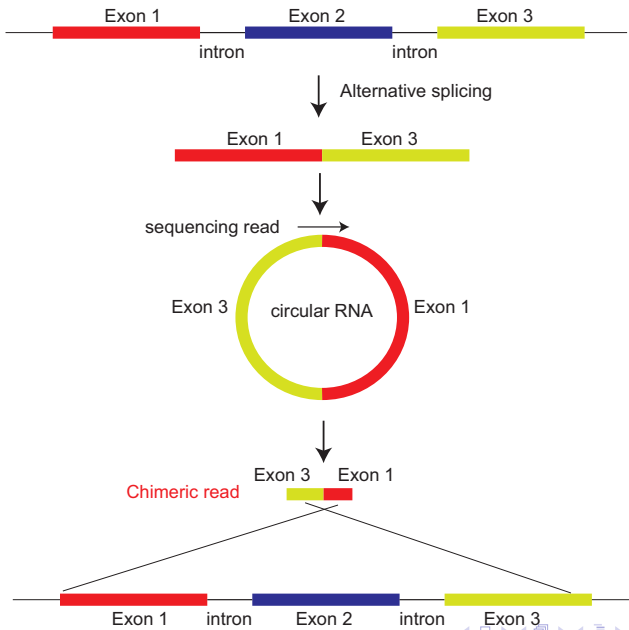 Exon 1 Exon 2 Exon 3
intron intron
Alternative splicing
Exon 1 Exon 3
sequencing read
Exon 3 circular RNA Exon 1
Exon 3 Exon 1
Chimeric read
Exon 1 intron Exon 2 intron Exon 3